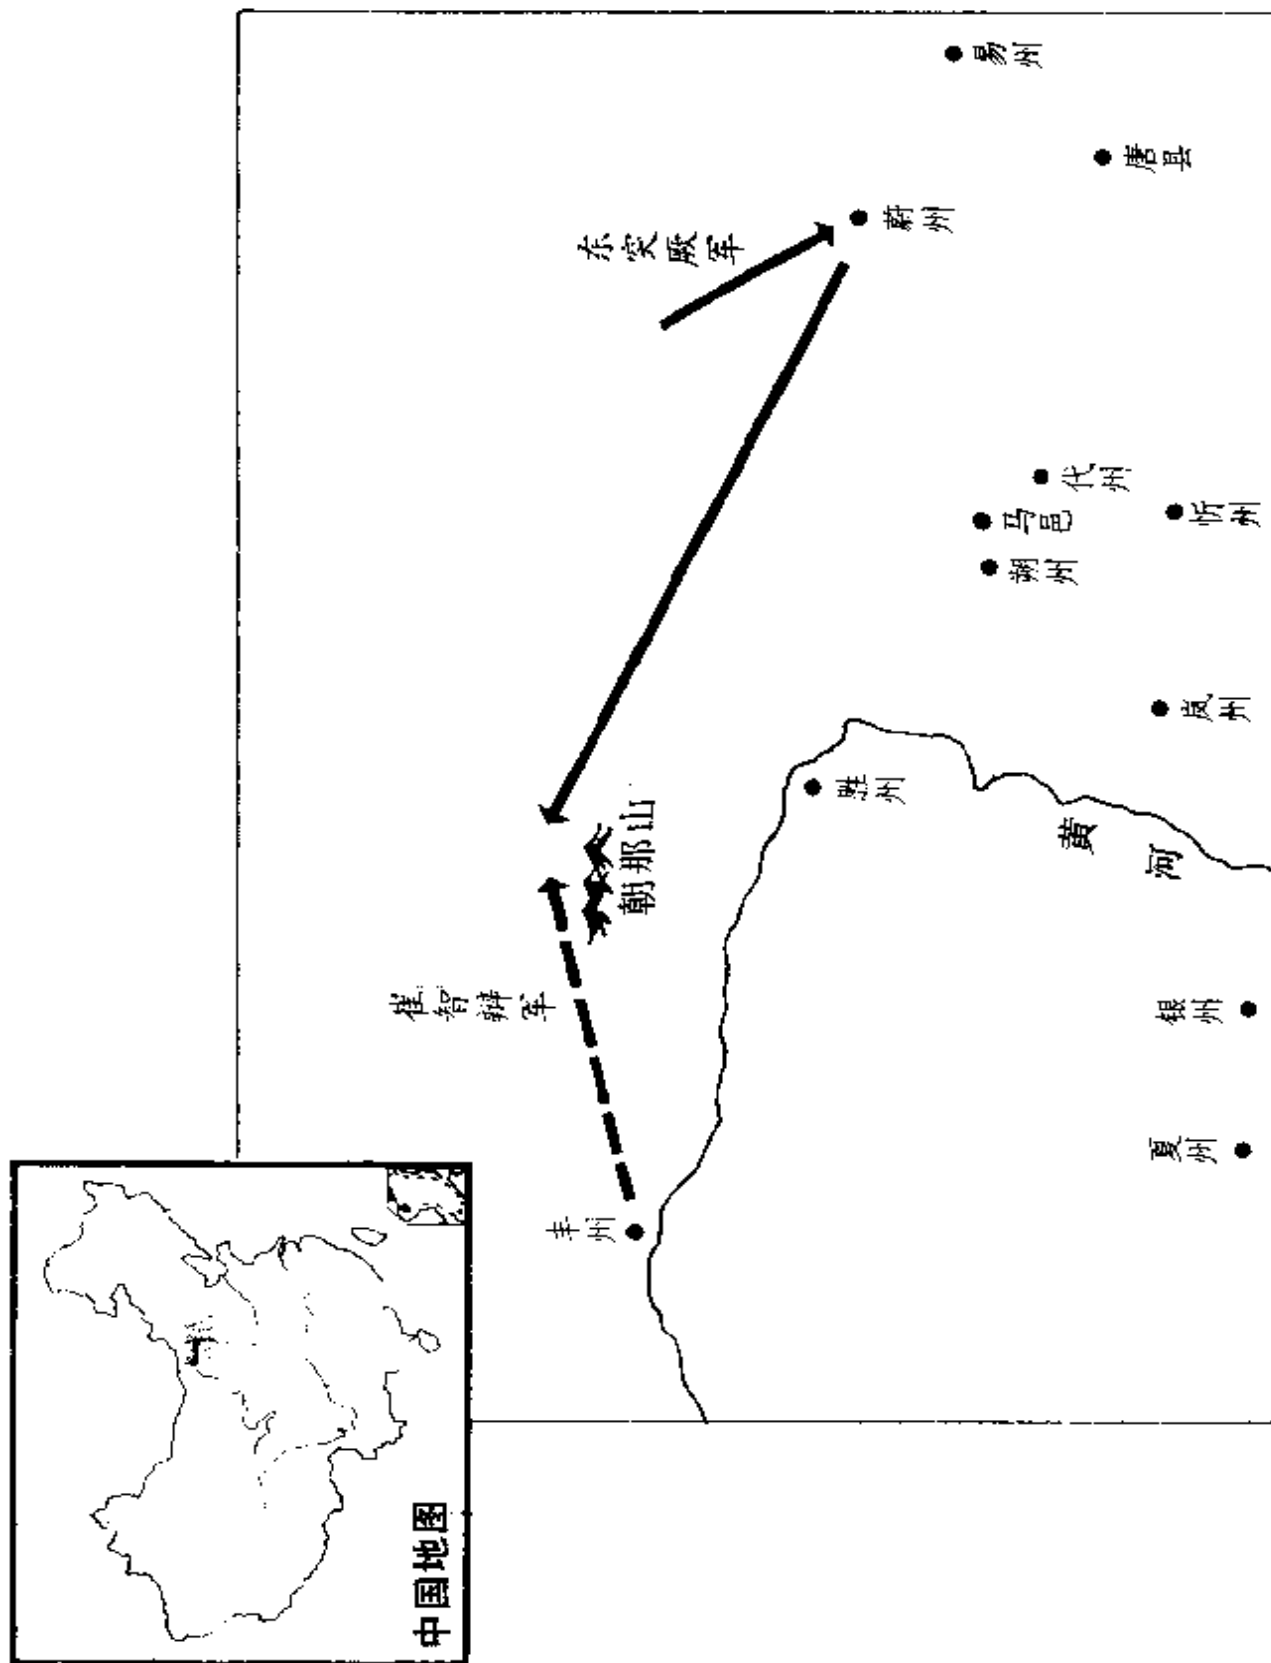 中国地图
丰州
崔智辩军
朝那山
东突厥军
蔚州
易州
唐县
代州
马邑
朔州
忻州
岚州
胜州
黄河
银州
夏州